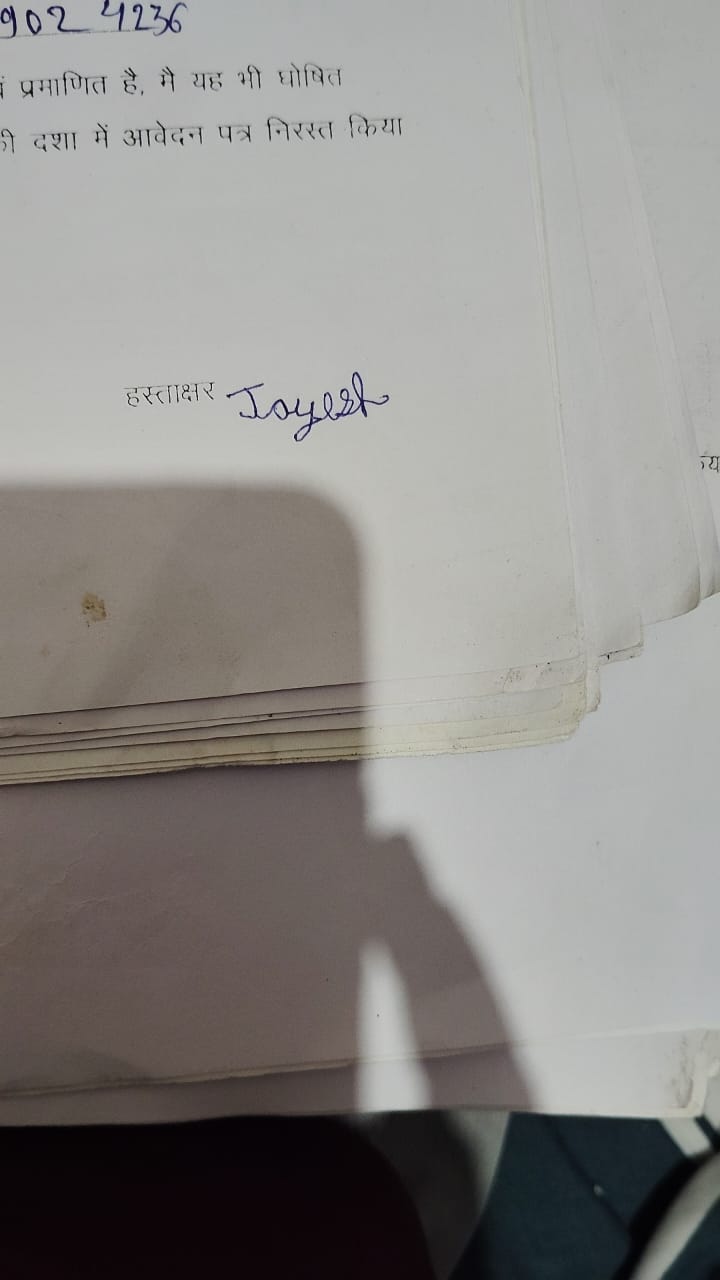 902 4236
प्रमाणित है, मै यह भी घोषित
की दशा में आवेदन पत्र निरस्त किया
हस्ताक्षर Jayesh